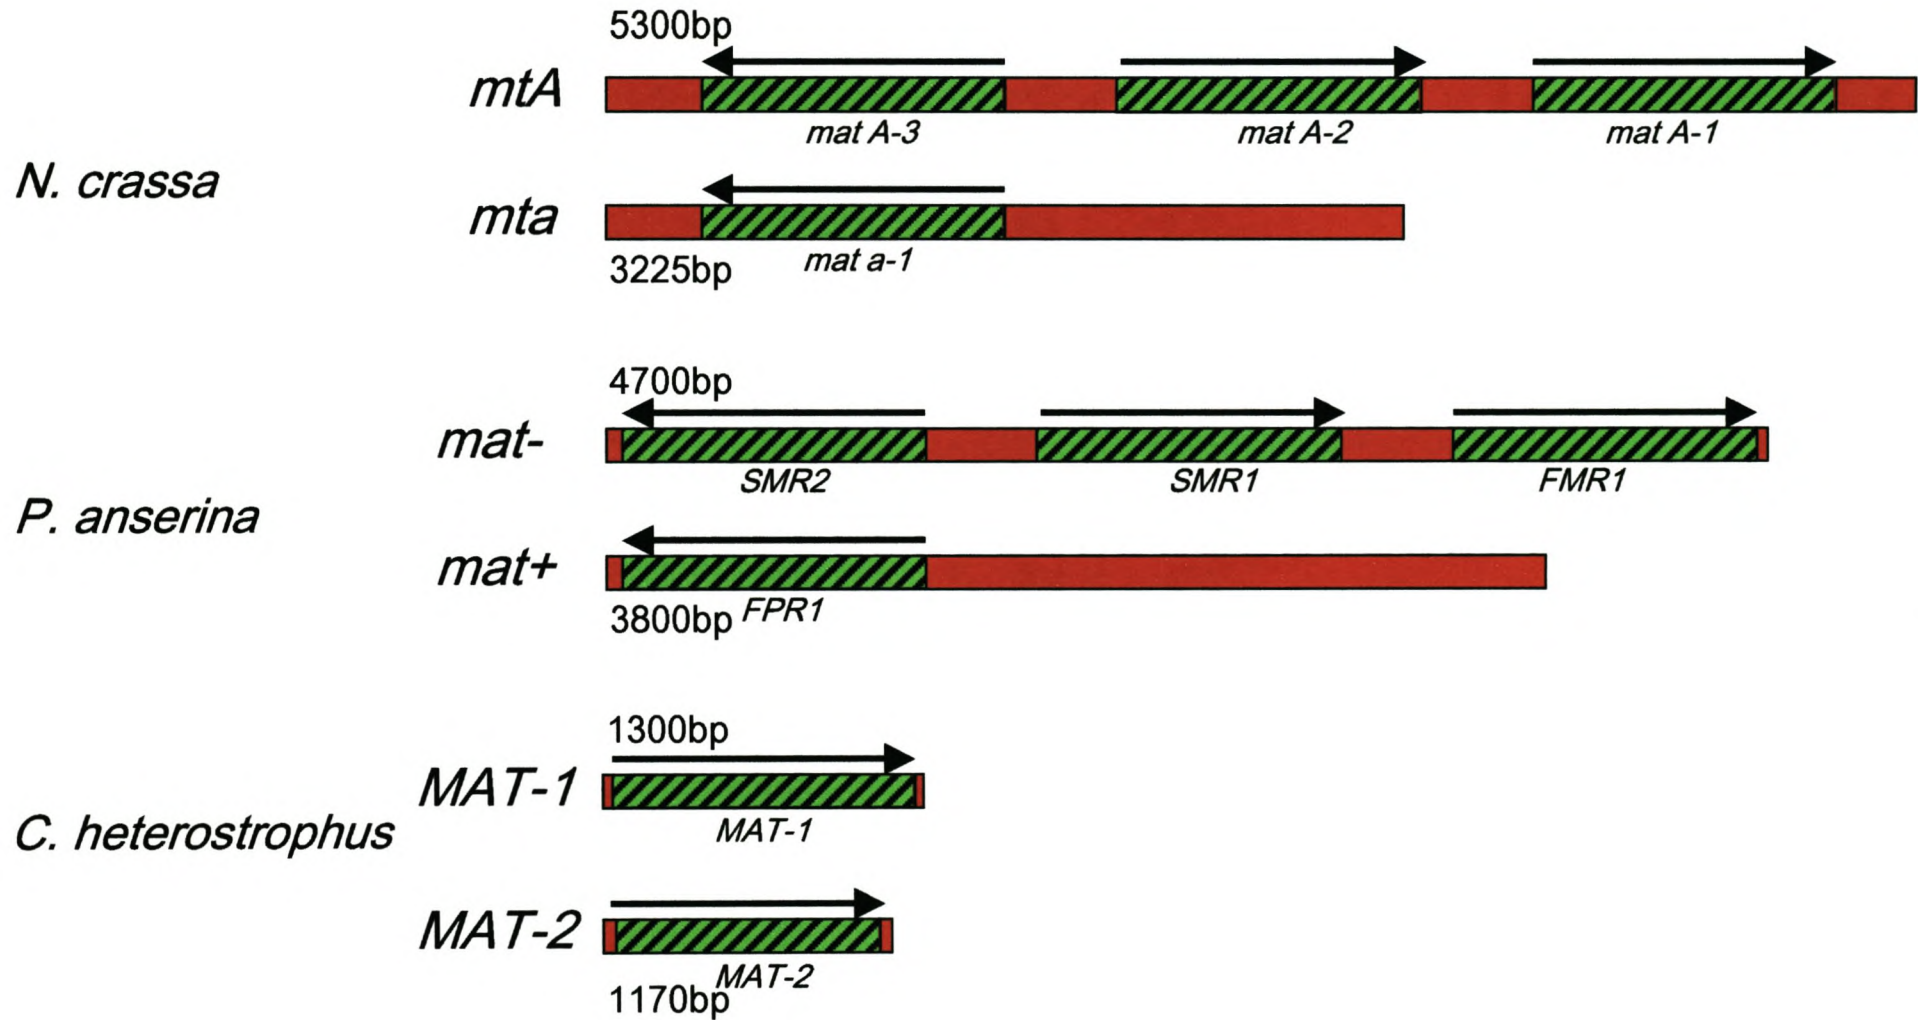 5300bp
mtA
mat A-3 mat A-2 mat A-1
N. crassa
mta
3225bp mat a-1
4700bp
mat-
SMR2 SMR1 FMR1
P. anserina
mat+
3800bp FPR1
1300bp
MAT-1
MAT-1
C. heterostrophus
MAT-2
MAT-2
1170bp